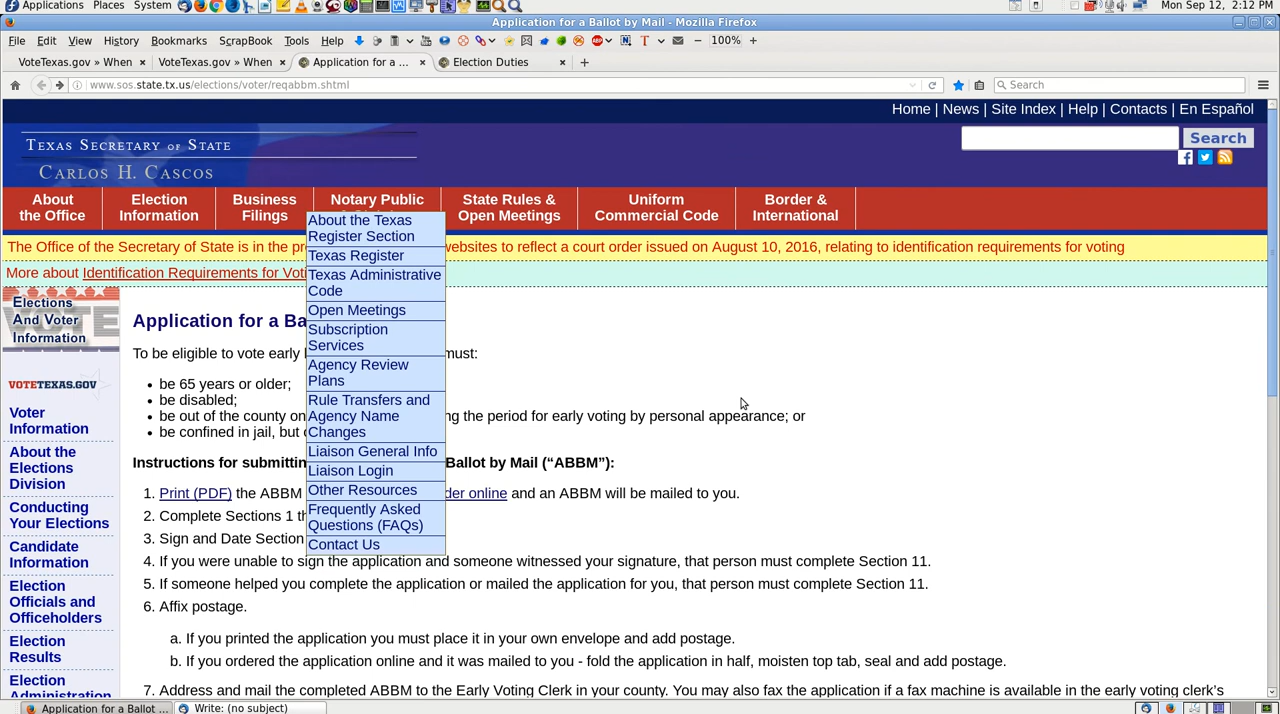 Applications Places System Mon Sep 12, 2:12 PM
Application for a Ballot by Mail - Mozilla Firefox
File Edit View History Bookmarks ScrapBook Tools Help 100%
VoteTexas.gov » When VoteTexas.gov » When Application for a ... Election Duties
www.sos.state.tx.us/elections/voter/reqabbm.shtml Search
Home | News | Site Index | Help | Contacts | En Español
Texas Secretary of State
Carlos H. Cascos
Search
About the Office
Election Information
Business Filings
Notary Public
State Rules & Open Meetings
Uniform Commercial Code
Border & International
The Office of the Secretary of State is in the pr websites to reflect a court order issued on August 10, 2016, relating to identification requirements for voting
More about Identification Requirements for Voti
About the Texas
Register Section
Texas Register
Texas Administrative
Code
Open Meetings
Subscription
Services
Agency Review
Plans
Rule Transfers and
Agency Name
Changes
Liaison General Info
Liaison Login
Other Resources
Frequently Asked
Questions (FAQs)
Contact Us
Elections
And Voter
Information
VOTE
VOTETEXAS.GOV
Voter
Information
About the
Elections
Division
Conducting
Your Elections
Candidate
Information
Election
Officials and
Officeholders
Election
Results
Election
Administration
Application for a Ba
To be eligible to vote early must:
• be 65 years or older;
• be disabled;
• be out of the county on ng the period for early voting by personal appearance; or
• be confined in jail, but
Instructions for submittin Ballot by Mail (“ABBM”):
1. Print (PDF) the ABBM der online and an ABBM will be mailed to you.
2. Complete Sections 1 th
3. Sign and Date Section
4. If you were unable to sign the application and someone witnessed your signature, that person must complete Section 11.
5. If someone helped you complete the application or mailed the application for you, that person must complete Section 11.
6. Affix postage.
a. If you printed the application you must place it in your own envelope and add postage.
b. If you ordered the application online and it was mailed to you - fold the application in half, moisten top tab, seal and add postage.
7. Address and mail the completed ABBM to the Early Voting Clerk in your county. You may also fax the application if a fax machine is available in the early voting clerk’s
Application for a Ballot ... Write: (no subject)